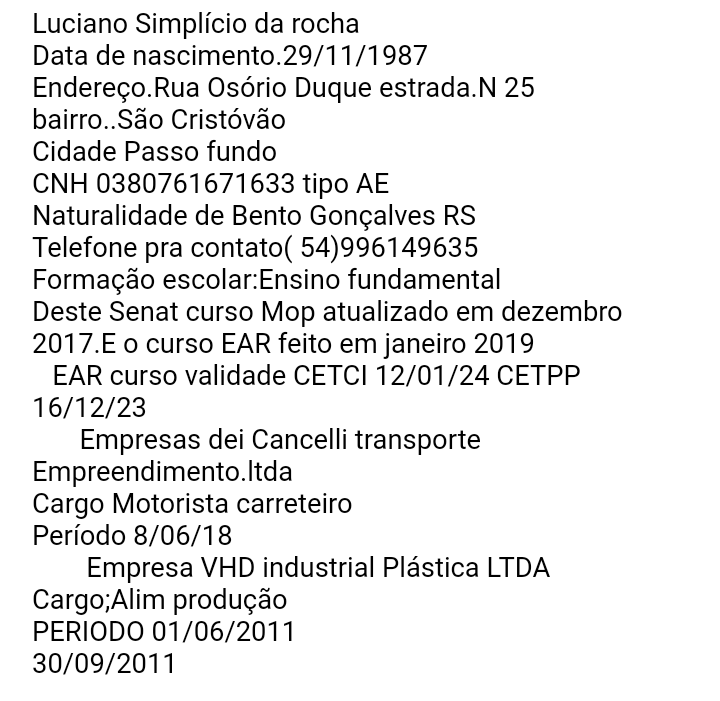 Luciano Simplício da rocha
Data de nascimento.29/11/1987
Endereço.Rua Osório Duque estrada.N 25
bairro..São Cristóvão
Cidade Passo fundo
CNH 0380761671633 tipo AE
Naturalidade de Bento Gonçalves RS
Telefone pra contato( 54)996149635
Formação escolar:Ensino fundamental
Deste Senat curso Mop atualizado em dezembro
2017.E o curso EAR feito em janeiro 2019
EAR curso validade CETCI 12/01/24 CETPP
16/12/23
Empresas dei Cancelli transporte
Empreendimento.ltda
Cargo Motorista carreteiro
Período 8/06/18
Empresa VHD industrial Plástica LTDA
Cargo;Alim produção
PERIODO 01/06/2011
30/09/2011